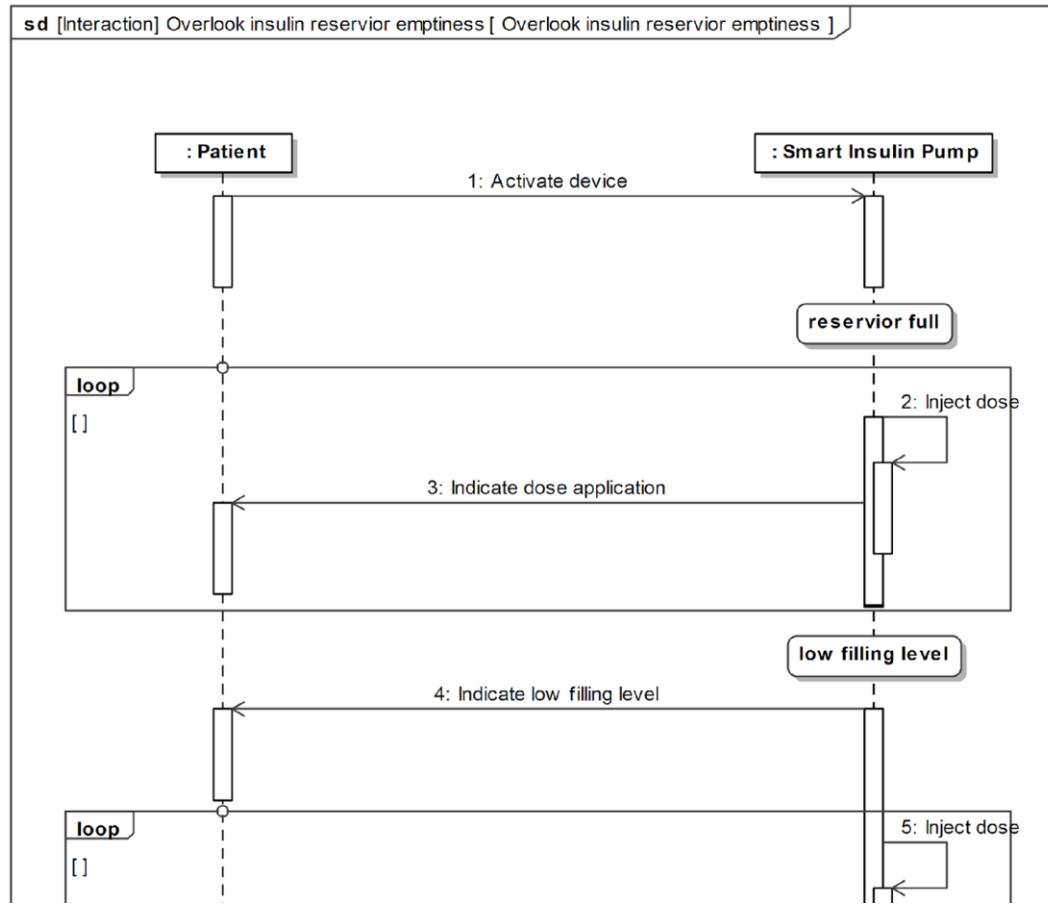 sd [Interaction] Overlook insulin reservior emptiness [ Overlook insulin reservior emptiness ]
: Patient
: Smart Insulin Pump
1: Activate device
reservior full
loop
[ ]
2: Inject dose
3: Indicate dose application
low filling level
4: Indicate low filling level
loop
[ ]
5: Inject dose